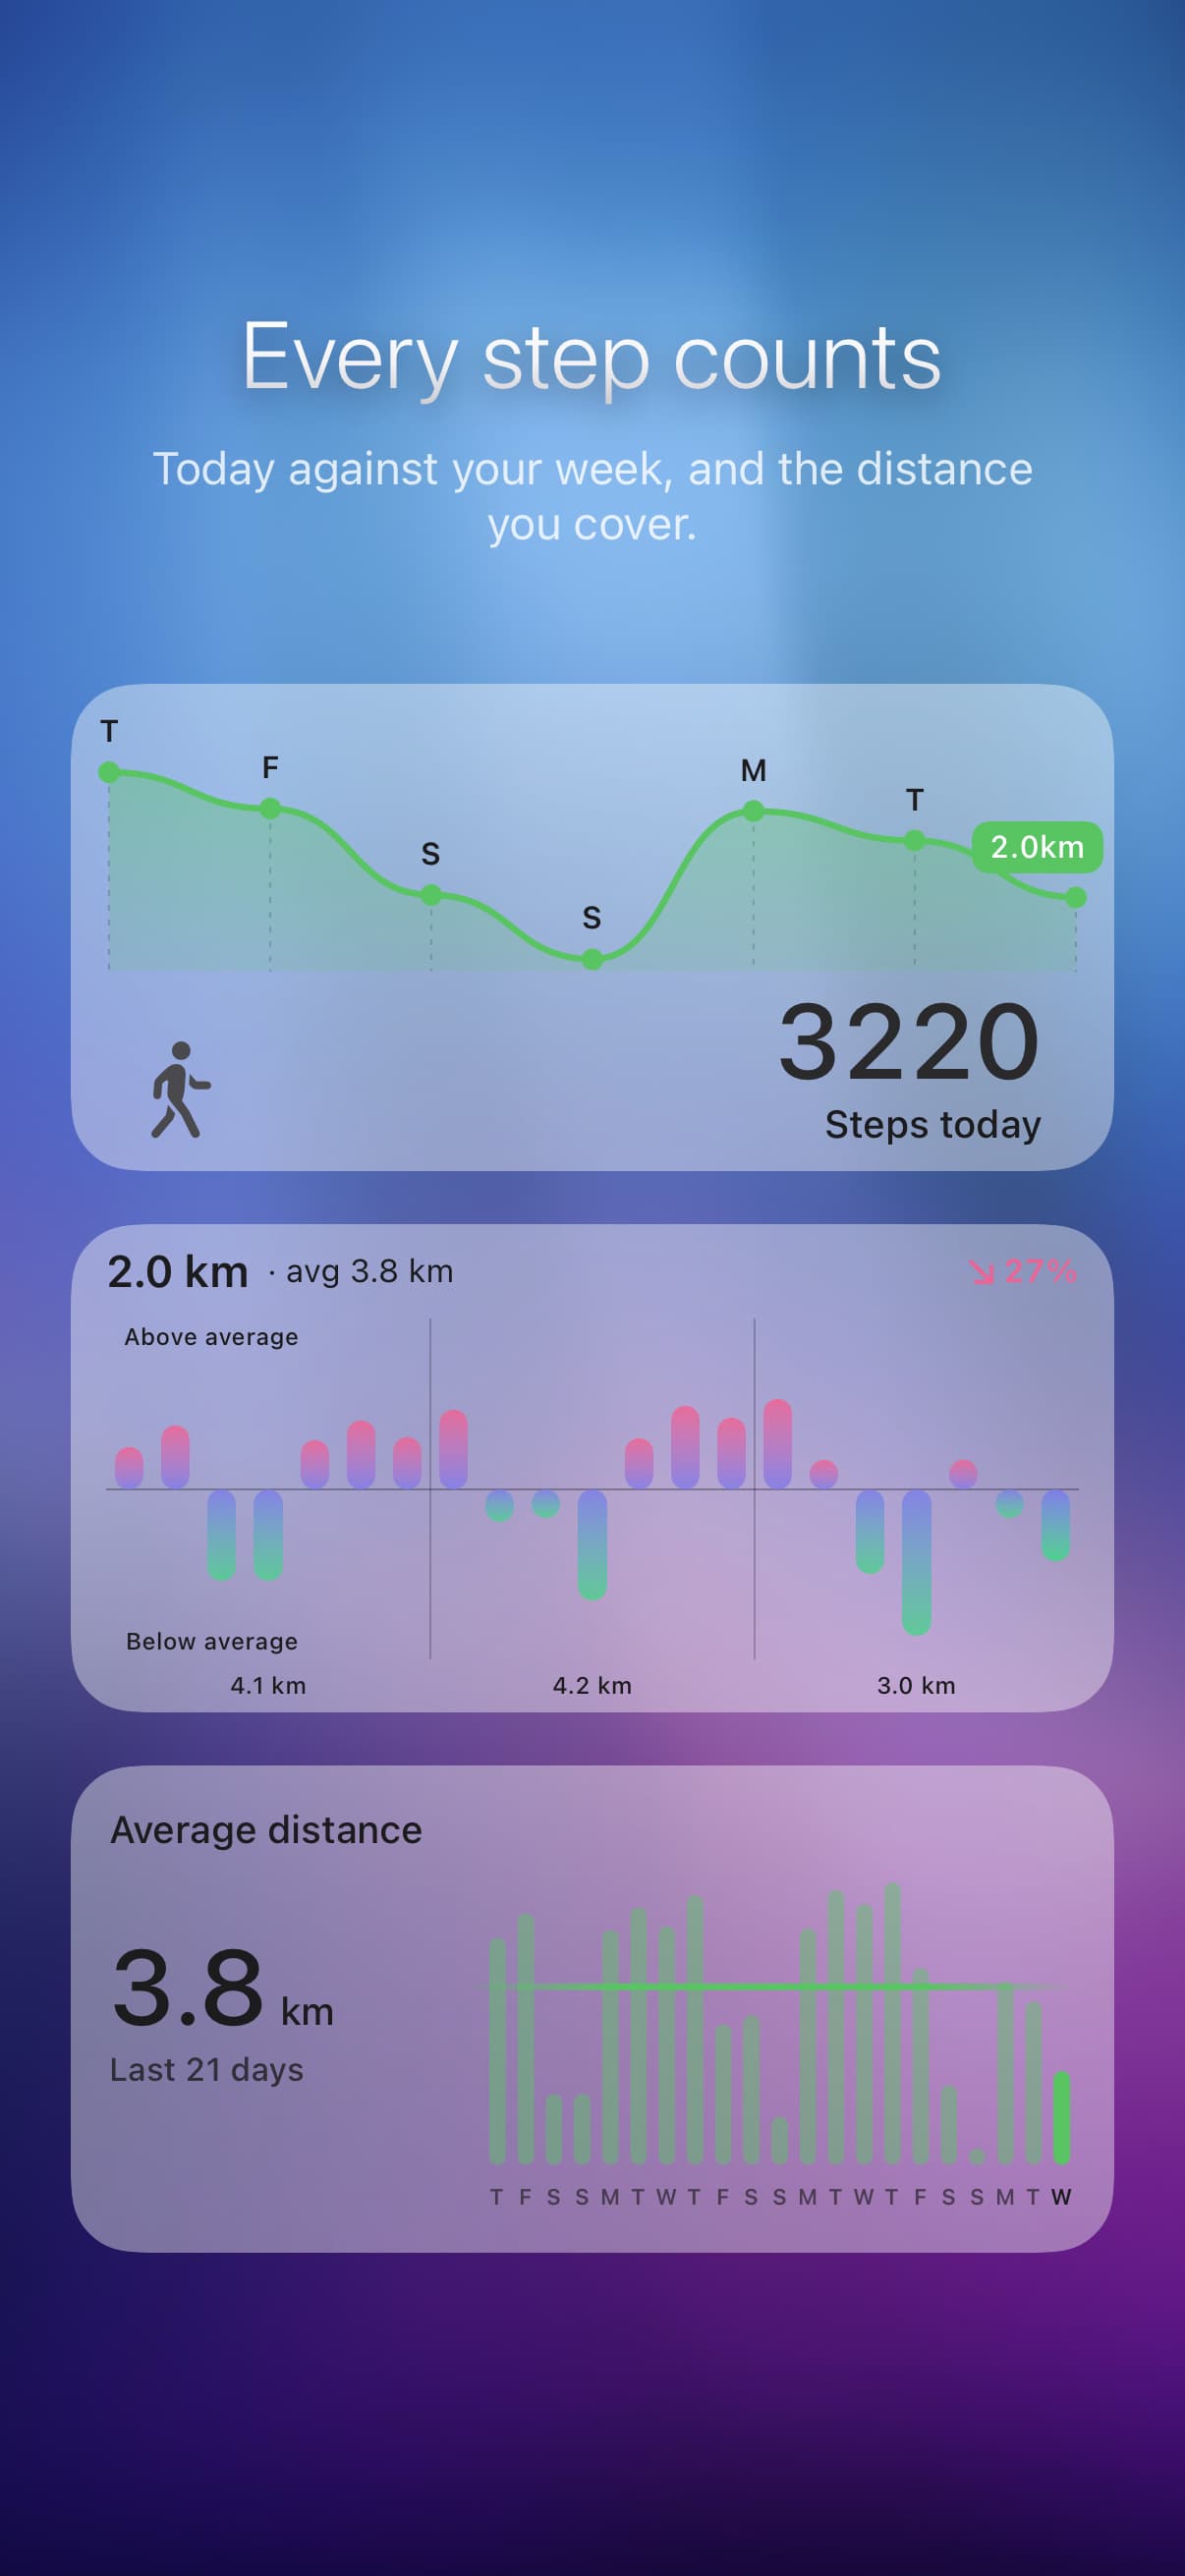 Every step counts
Today against your week, and the distance
you cover.
T
F
S
S
M
T
2.0km
3220
Steps today
2.0 km · avg 3.8 km ↘ 27%
Above average
Below average
4.1 km 4.2 km 3.0 km
Average distance
3.8 km
Last 21 days
T F S S M T W T F S S M T W T F S S M T W